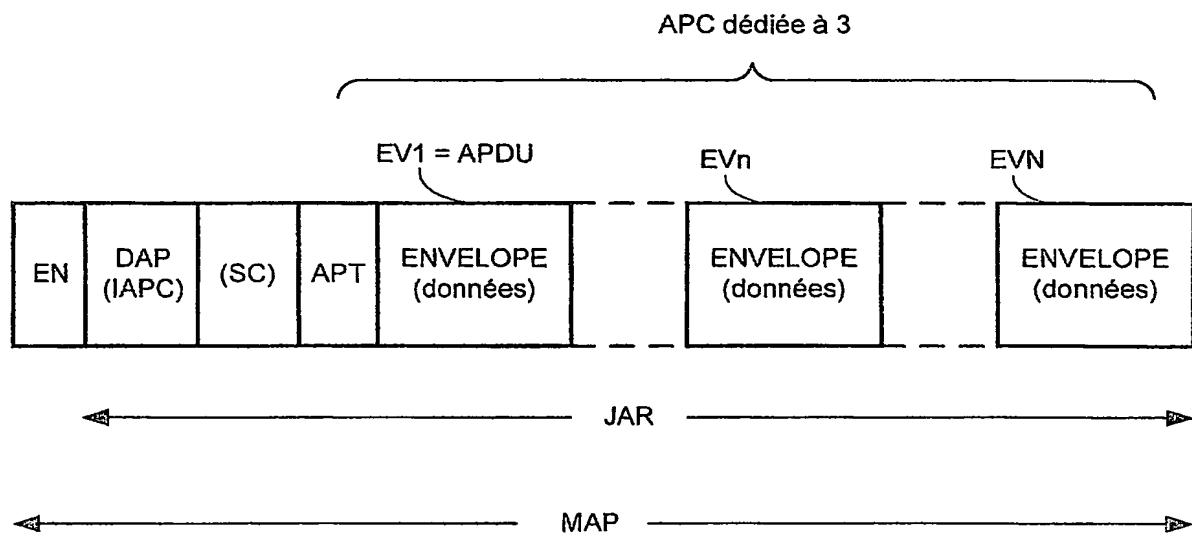 APC dédiée à 3
EV1 = APDU
EVn
EVN
EN
DAP
(IAPC)
(SC)
APT
ENVELOPE
(données)
ENVELOPE
(données)
ENVELOPE
(données)
JAR
MAP